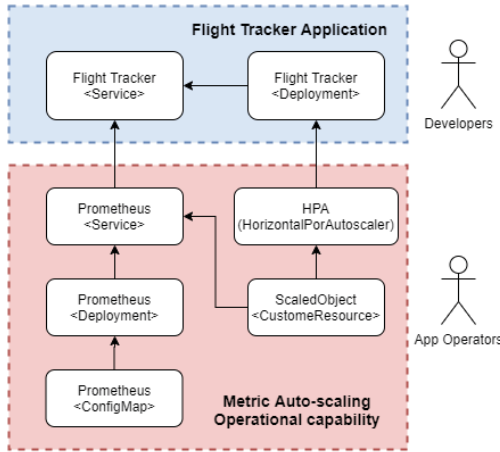 Flight Tracker Application
Flight Tracker
<Service>
Flight Tracker
<Deployment>
Developers
Prometheus
<Service>
HPA
(HorizontalPorAutoscaler)
Prometheus
<Deployment>
ScaledObject
<CustomeResource>
App Operators
Prometheus
<ConfigMap>
Metric Auto-scaling
Operational capability